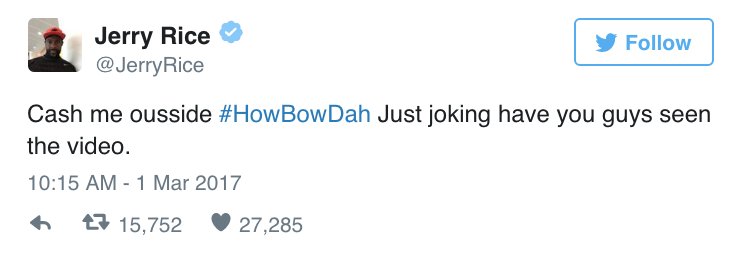 Jerry Rice
@JerryRice
Follow
Cash me ousside #HowBowDah Just joking have you guys seen
the video.
10:15 AM - 1 Mar 2017
15,752 27,285